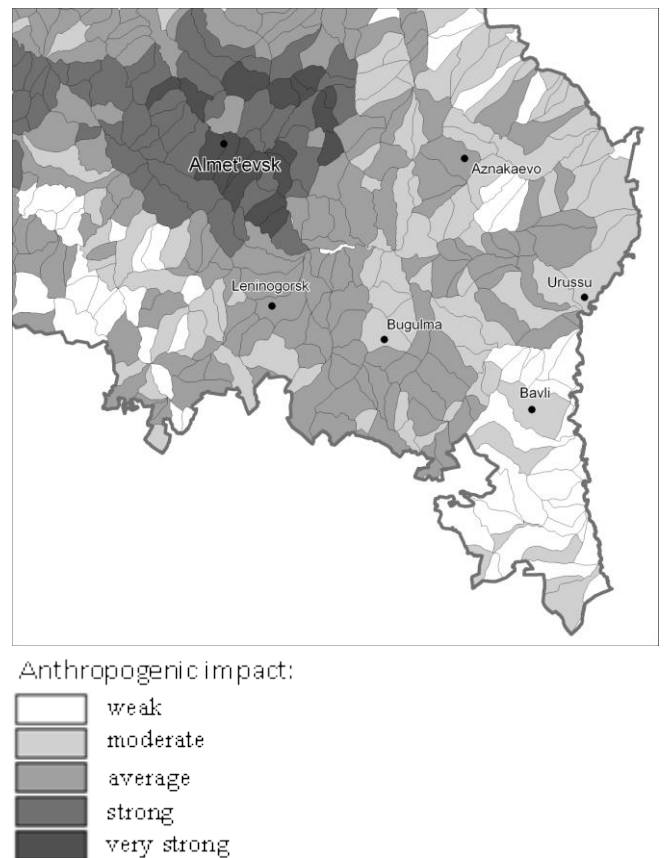 Almet'evsk
Aznakaevo
Leninogorsk
Urussu
Bugulma
Bavli
Anthropogenic impact:
weak
moderate
average
strong
very strong